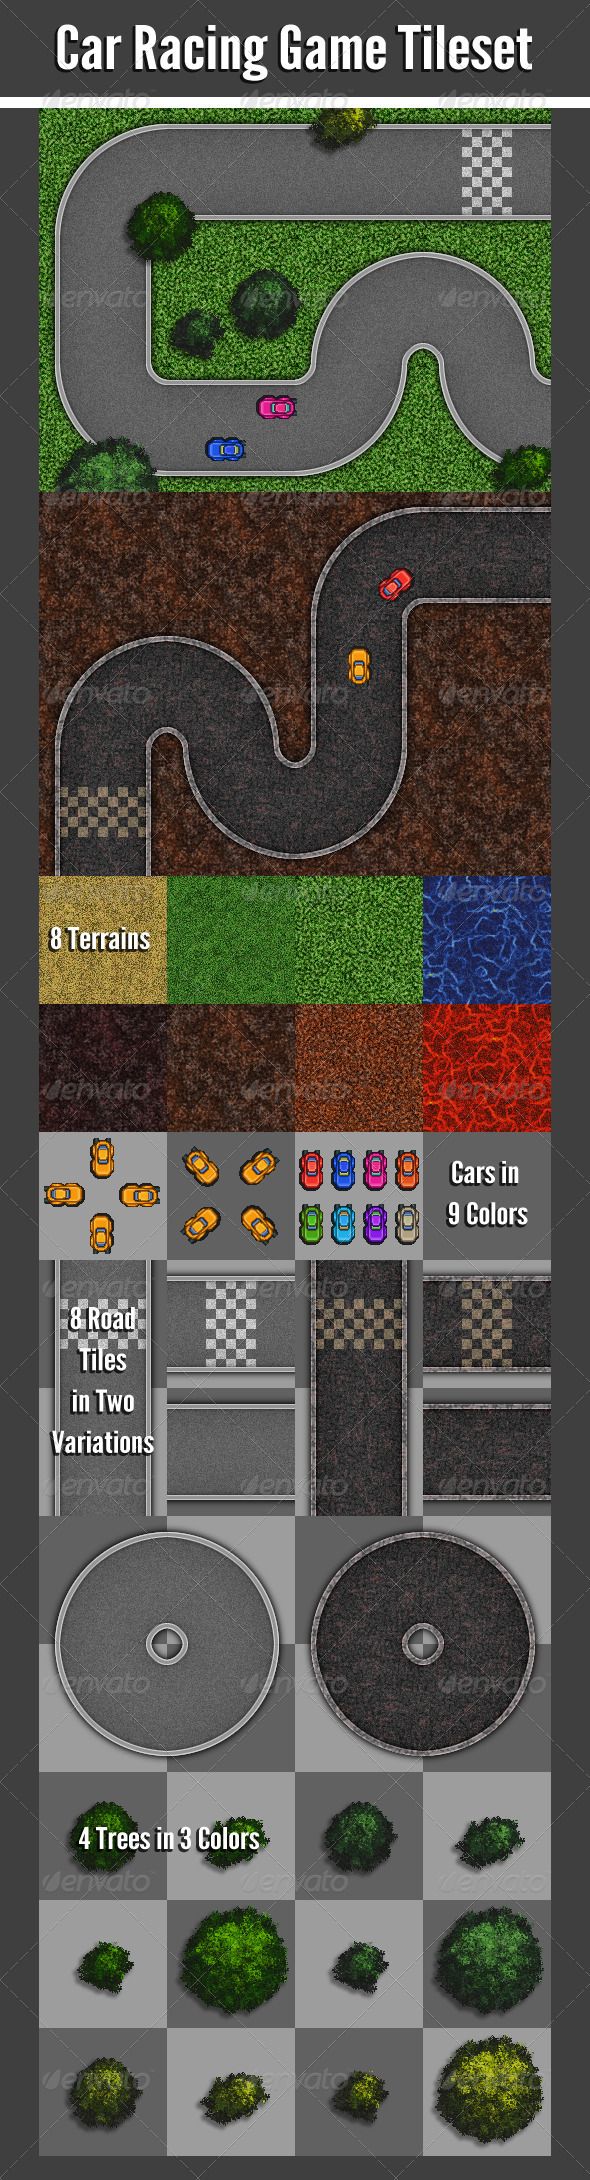 Car Racing Game Tileset
8 Terrains
Cars in
9 Colors
8 Road
Tiles
in Two
Variations
4 Trees in 3 Colors
envato